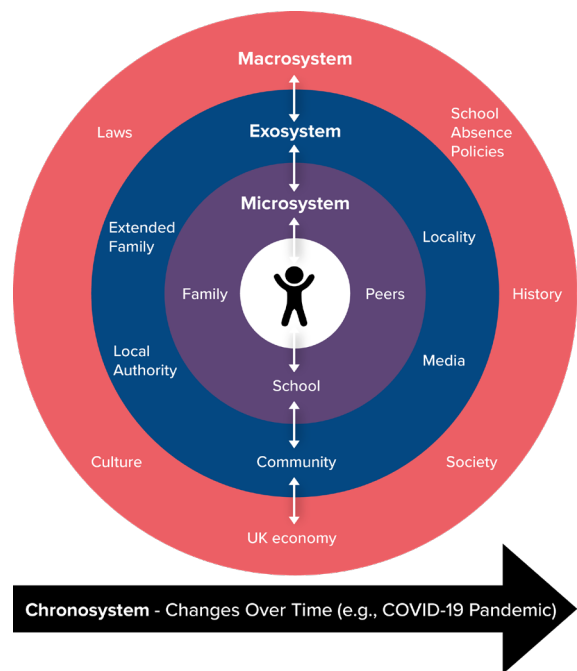 Macrosystem
Laws
School
Absence
Policies
Exosystem
Microsystem
Extended
Family
Locality
Family
Peers
History
Local
Authority
Media
School
Culture
Community
Society
UK economy
Chronosystem - Changes Over Time (e.g., COVID-19 Pandemic)